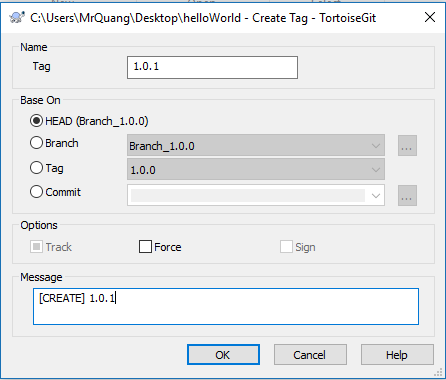 C:\Users\MrQuang\Desktop\helloWorld - Create Tag - TortoiseGit
Name
Tag
1.0.1
Base On
HEAD (Branch_1.0.0)
Branch
Branch_1.0.0
...
Tag
1.0.0
Commit
...
Options
Track
Force
Sign
Message
[CREATE] 1.0.1
OK
Cancel
Help